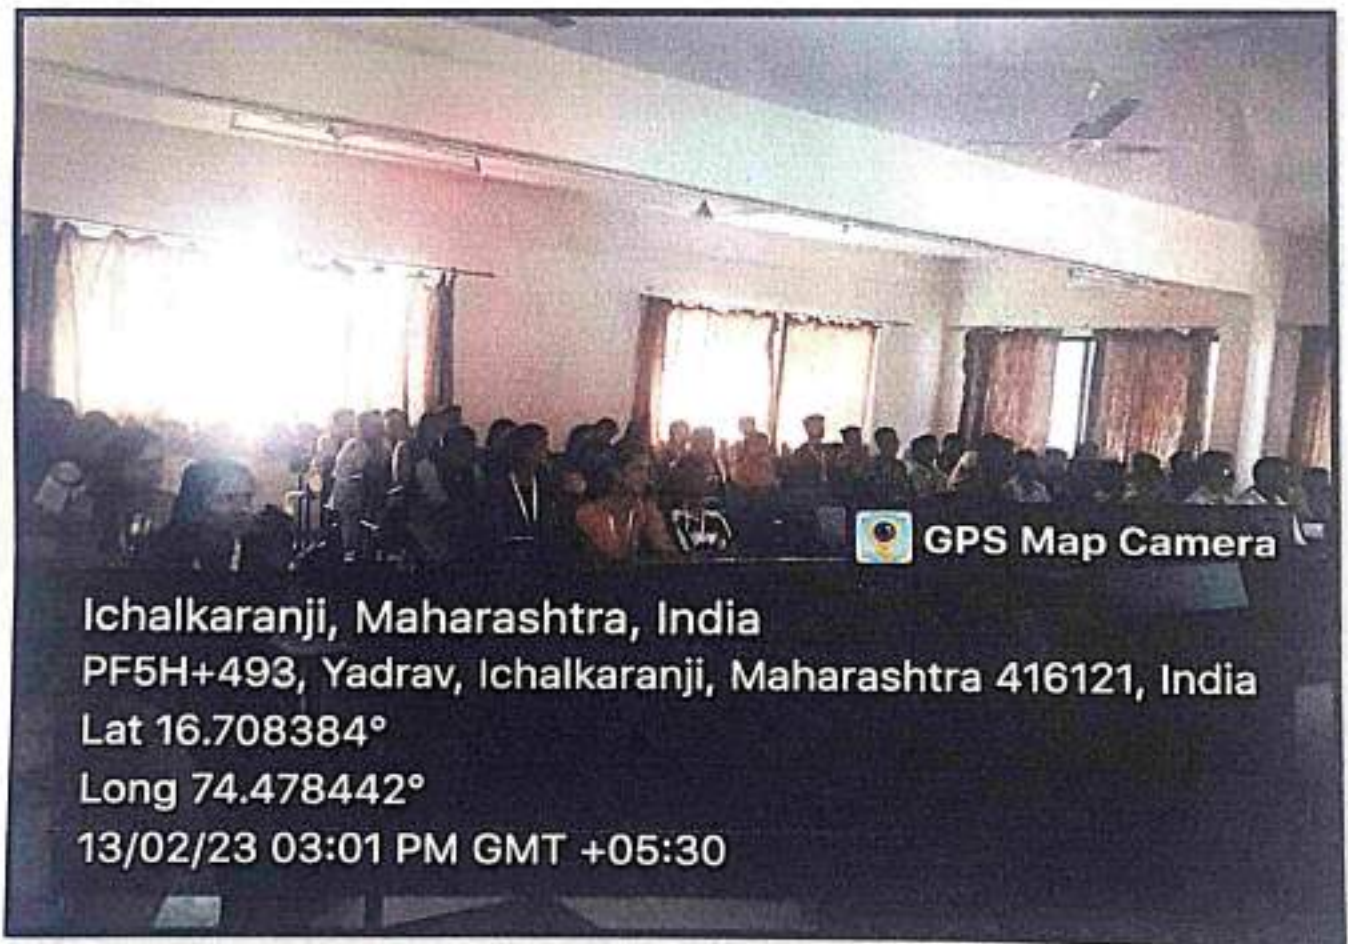 GPS Map Camera
Ichalkaranji, Maharashtra, India
PF5H+493, Yadrav, Ichalkaranji, Maharashtra 416121, India
Lat 16.708384°
Long 74.478442°
13/02/23 03:01 PM GMT +05:30